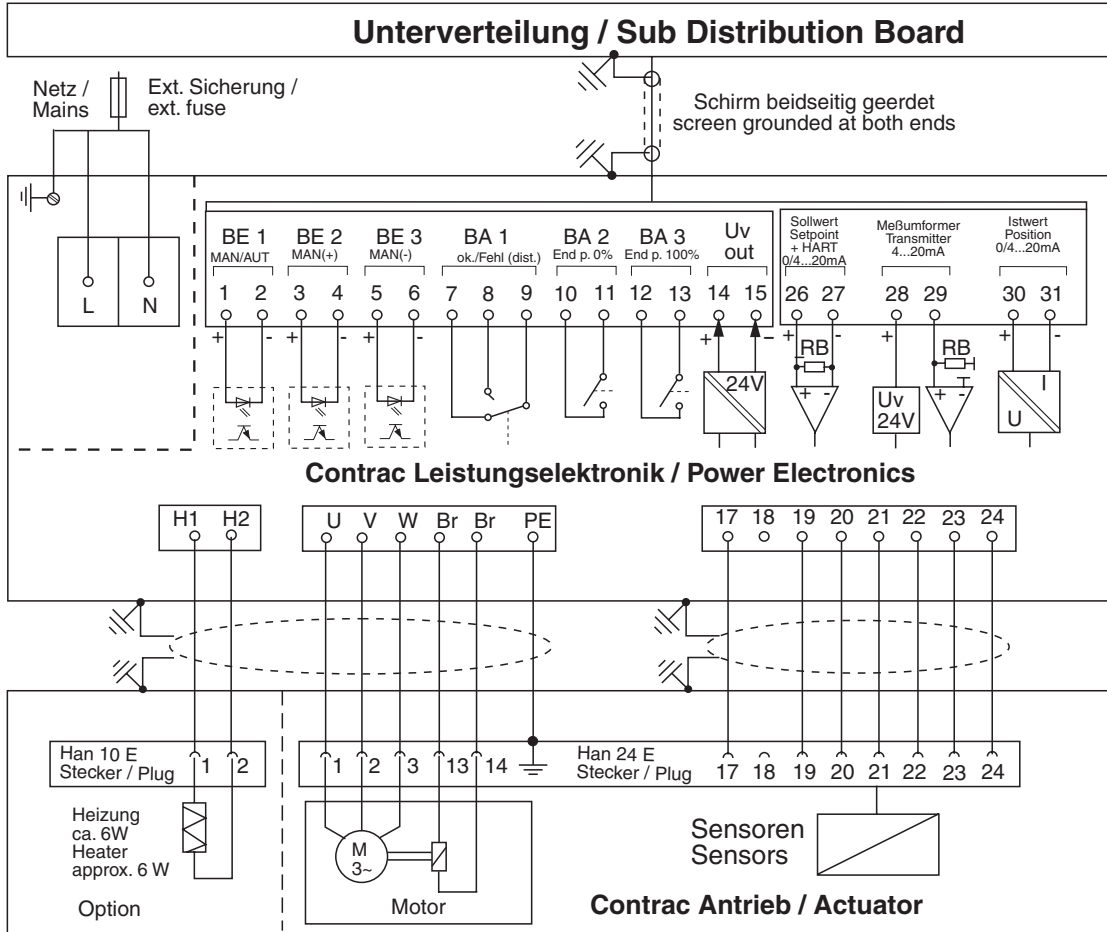 Unterverteilung / Sub Distribution Board
Netz /
Mains
Ext. Sicherung /
ext. fuse
Schirm beidseitig geerdet
screen grounded at both ends
L N
BE 1 BE 2 BE 3 BA 1 BA 2 BA 3 Uv
out
MAN/AUT MAN(+) MAN(-) ok./Fehl (dist.) End p. 0% End p. 100%
Sollwert
Setpoint
+ HART
0/4...20mA
Meßumformer
Transmitter
4...20mA
Istwert
Position
0/4...20mA
1 2 3 4 5 6 7 8 9 10 11 12 13 14 15 26 27 28 29 30 31
+ - + - + - + - + - + - + -
RB RB
24V
+ -
Uv
24V
+ -
I
U
Contrac Leistungselektronik / Power Electronics
H1 H2
U V W Br Br PE
17 18 19 20 21 22 23 24
Han 10 E
Stecker / Plug
1 2
1 2 3 13 14
Han 24 E
Stecker / Plug
17 18 19 20 21 22 23 24
Heizung
ca. 6W
Heater
approx. 6 W
Option
M
3~
Motor
Sensoren
Sensors
Contrac Antrieb / Actuator